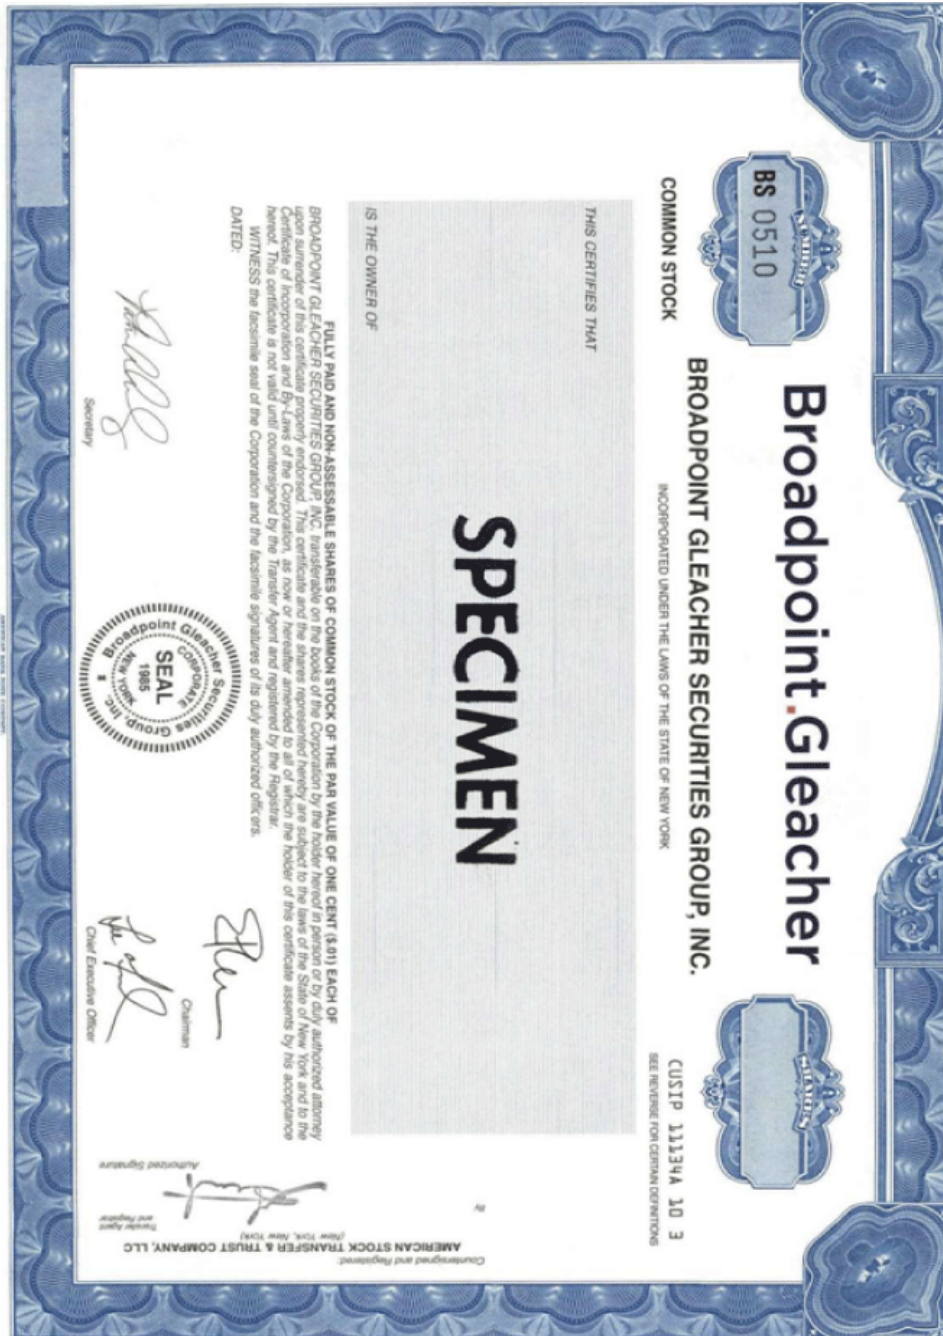 Broadpoint.Gleacher
NUMBER
BS 0510
SHARES
COMMON STOCK
BROADPOINT GLEACHER SECURITIES GROUP, INC.
INCORPORATED UNDER THE LAWS OF THE STATE OF NEW YORK
CUSIP 11134A 10 3
SEE REVERSE FOR CERTAIN DEFINITIONS
THIS CERTIFIES THAT
SPECIMEN
IS THE OWNER OF
FULLY PAID AND NON-ASSESSABLE SHARES OF COMMON STOCK OF THE PAR VALUE OF ONE CENT ($.01) EACH OF
BROADPOINT GLEACHER SECURITIES GROUP, INC. transferable on the books of the Corporation by the holder hereof in person or by duly authorized attorney
upon surrender of this certificate properly endorsed. This certificate and the shares represented hereby are subject to the laws of the State of New York and to the
Certificate of Incorporation and By-Laws of the Corporation, as now or hereafter amended to all of which the holder of this certificate assents by his acceptance
hereof. This certificate is not valid until countersigned by the Transfer Agent and registered by the Registrar.
WITNESS the facsimile seal of the Corporation and the facsimile signatures of its duly authorized officers.
DATED:
Secretary
Broadpoint Gleacher Securities Group, Inc.
CORPORATE
SEAL
1985
NEW YORK
Chairman
Chief Executive Officer
Countersigned and Registered:
AMERICAN STOCK TRANSFER & TRUST COMPANY, LLC
(New York, New York)
By
Transfer Agent
and Registrar
Authorized Signature